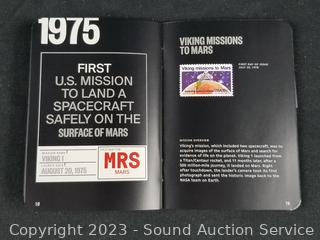 1975
FIRST
U.S. MISSION
TO LAND A
SPACECRAFT
SAFELY ON THE
SURFACE OF MARS
VIKING I
AUGUST 20, 1975
MRS
MARS
VIKING MISSIONS
TO MARS
FIRST DAY OF ISSUE
JULY 20, 1978
Viking missions to Mars
MISSION OVERVIEW
Viking's mission, which included two spacecraft, was to
acquire images of the surface of Mars and search for
evidence of life on the planet. Viking 1 launched from
a Titan/Centaur rocket, and 11 months later, after a
500-million-mile journey, it landed on Mars. Right
after touchdown, the lander's camera took its first
photograph and sent the historic image back to the
NASA team on Earth.
Copyright 2023 - Sound Auction Service